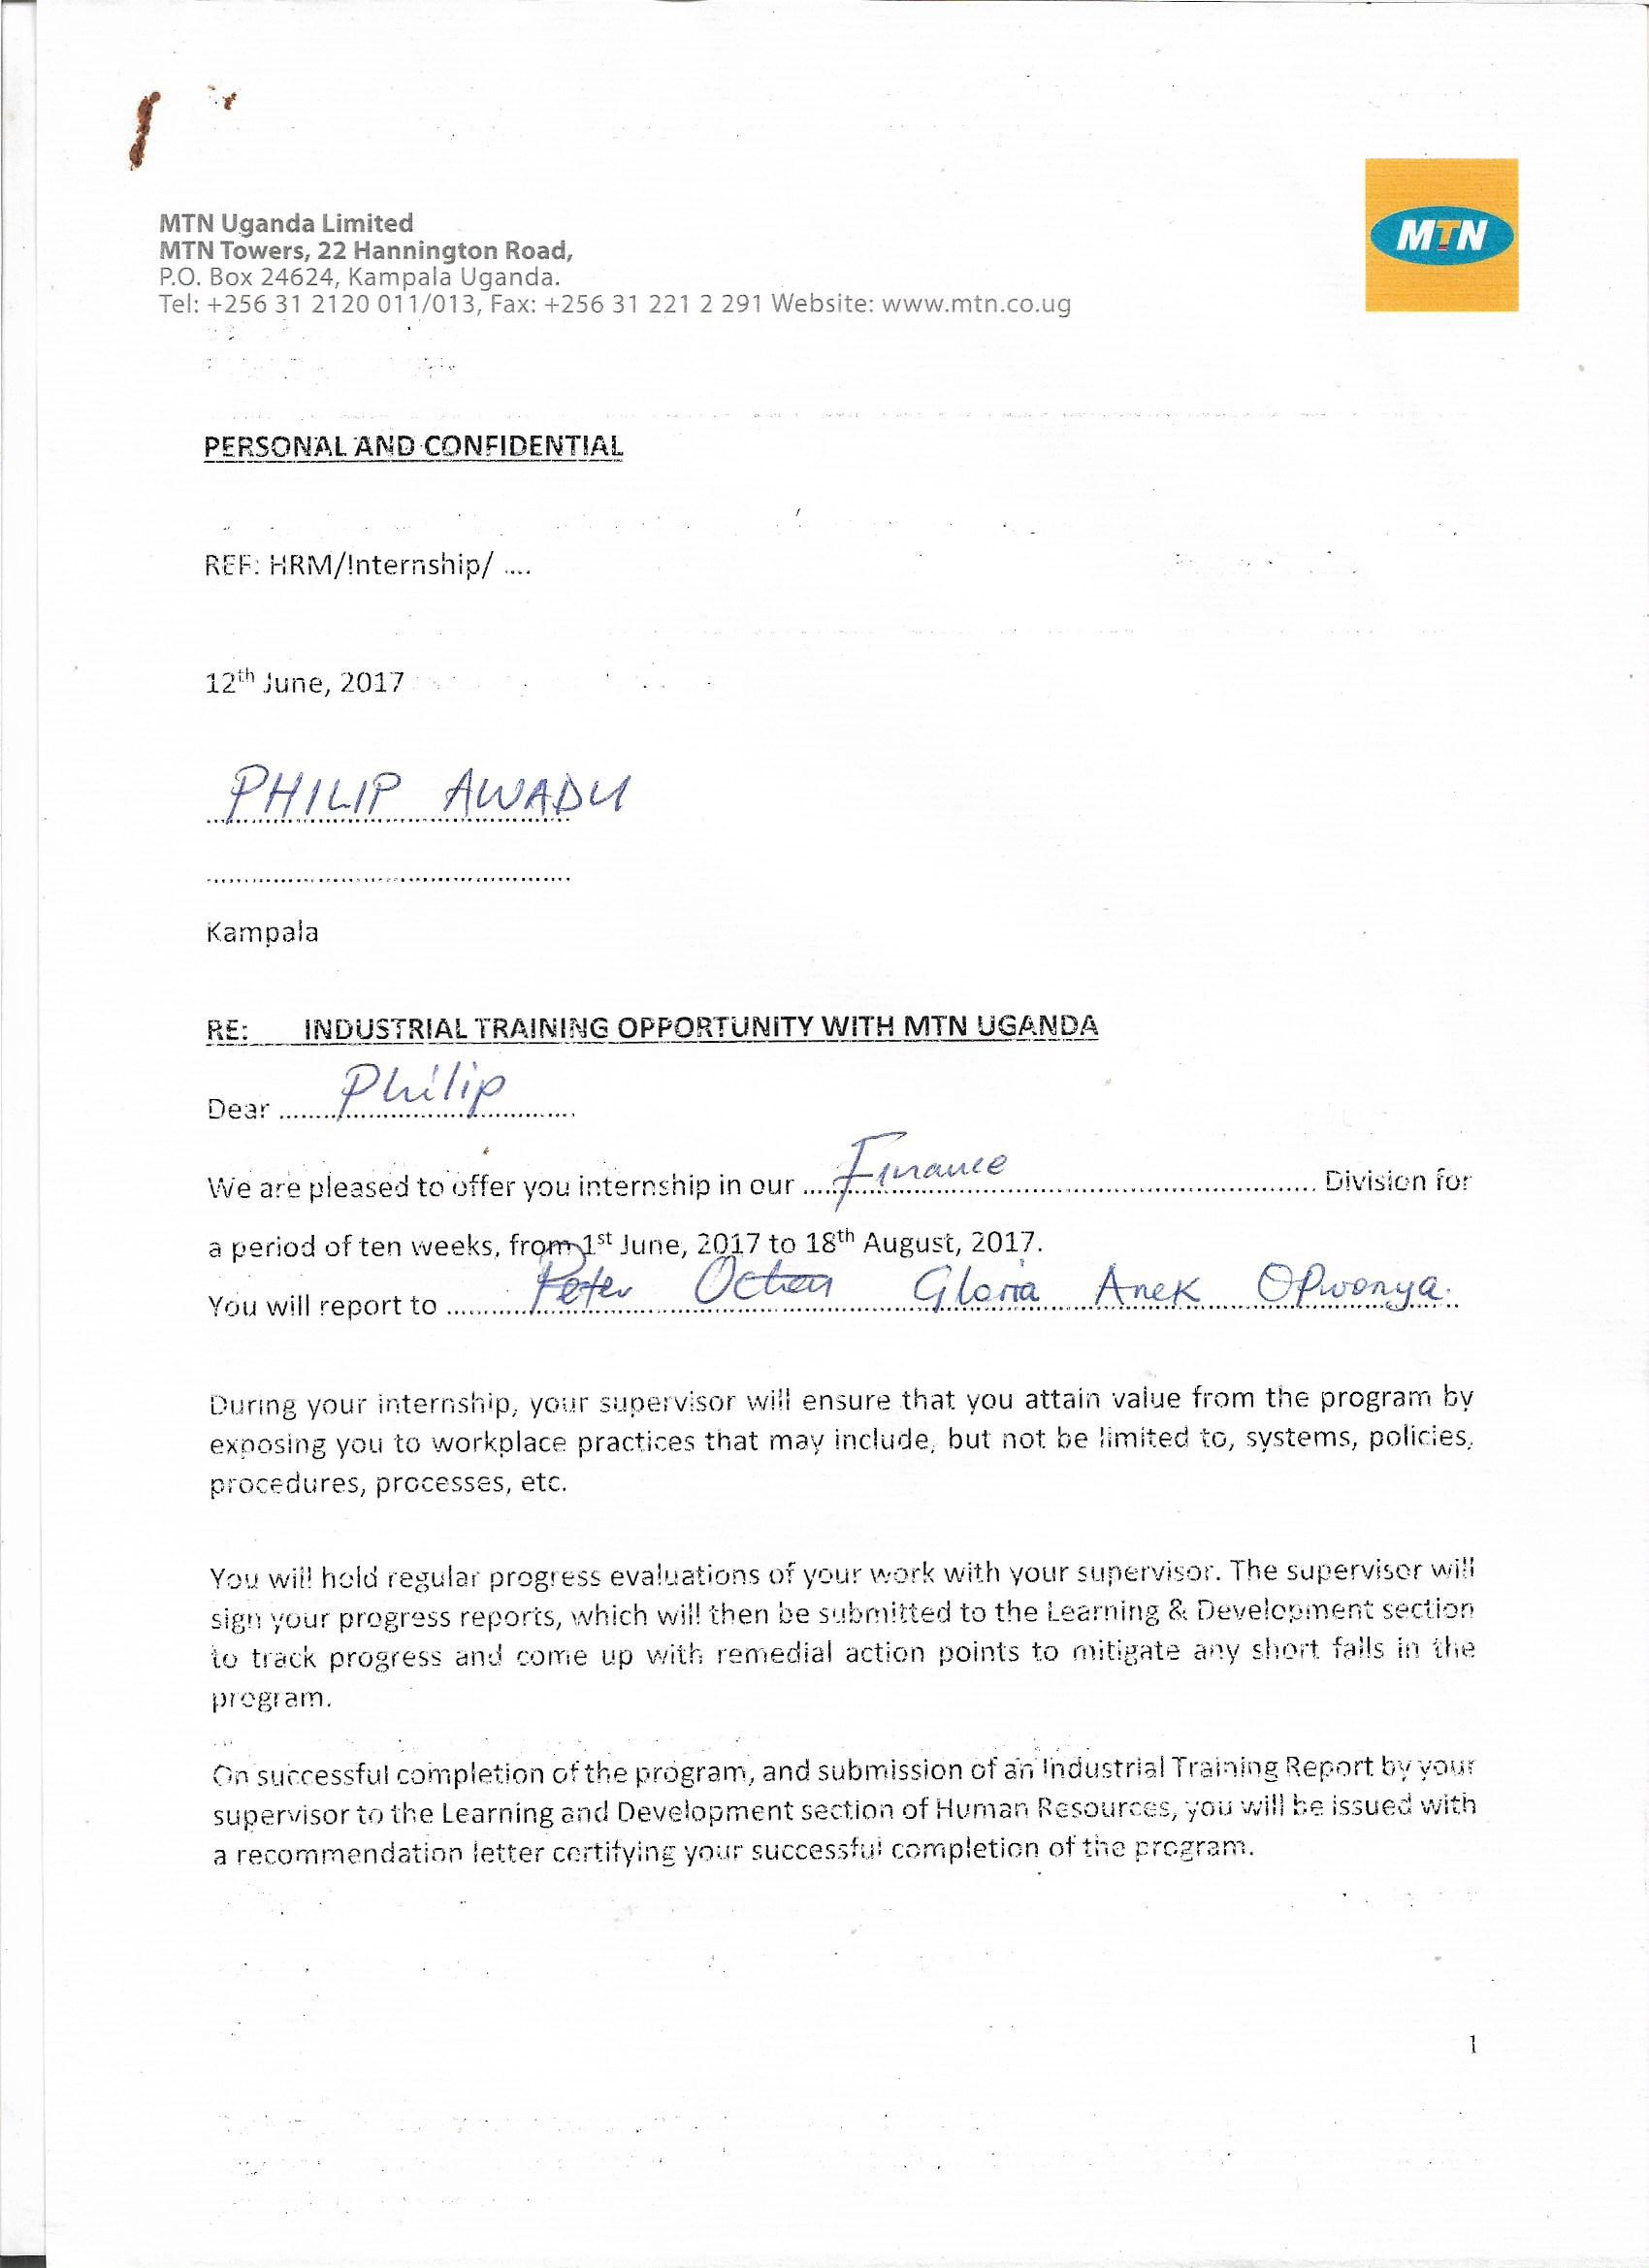 MTN Uganda Limited
MTN Towers, 22 Hannington Road,
P.O. Box 24624, Kampala Uganda.
Tel: +256 31 2120 011/013, Fax: +256 31 221 2 291 Website: www.mtn.co.ug
MTN
PERSONAL AND CONFIDENTIAL
REF: HRM/Internship/ ....
12th June, 2017
PHILIP AWADU
Kampala
RE: INDUSTRIAL TRAINING OPPORTUNITY WITH MTN UGANDA
Dear Philip
We are pleased to offer you internship in our Finance Division for
a period of ten weeks, from 1st June, 2017 to 18th August, 2017.
You will report to Peter Gloria Anek Opwonya.
During your internship, your supervisor will ensure that you attain value from the program by
exposing you to workplace practices that may include, but not be limited to, systems, policies,
procedures, processes, etc.
You will hold regular progress evaluations of your work with your supervisor. The supervisor will
sign your progress reports, which will then be submitted to the Learning & Development section
to track progress and come up with remedial action points to mitigate any short falls in the
program.
On successful completion of the program, and submission of an Industrial Training Report by your
supervisor to the Learning and Development section of Human Resources, you will be issued with
a recommendation letter certifying your successful completion of the program.
1